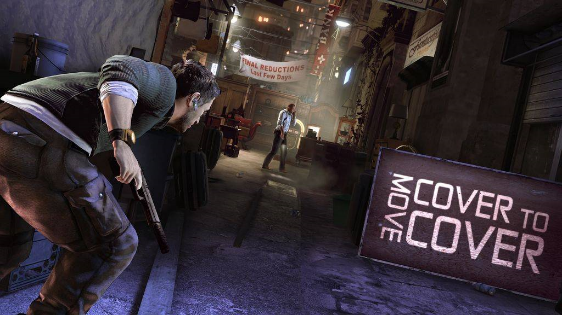 FINAL REDUCTIONS
Last Few Days
MOVE
COVER TO
COVER